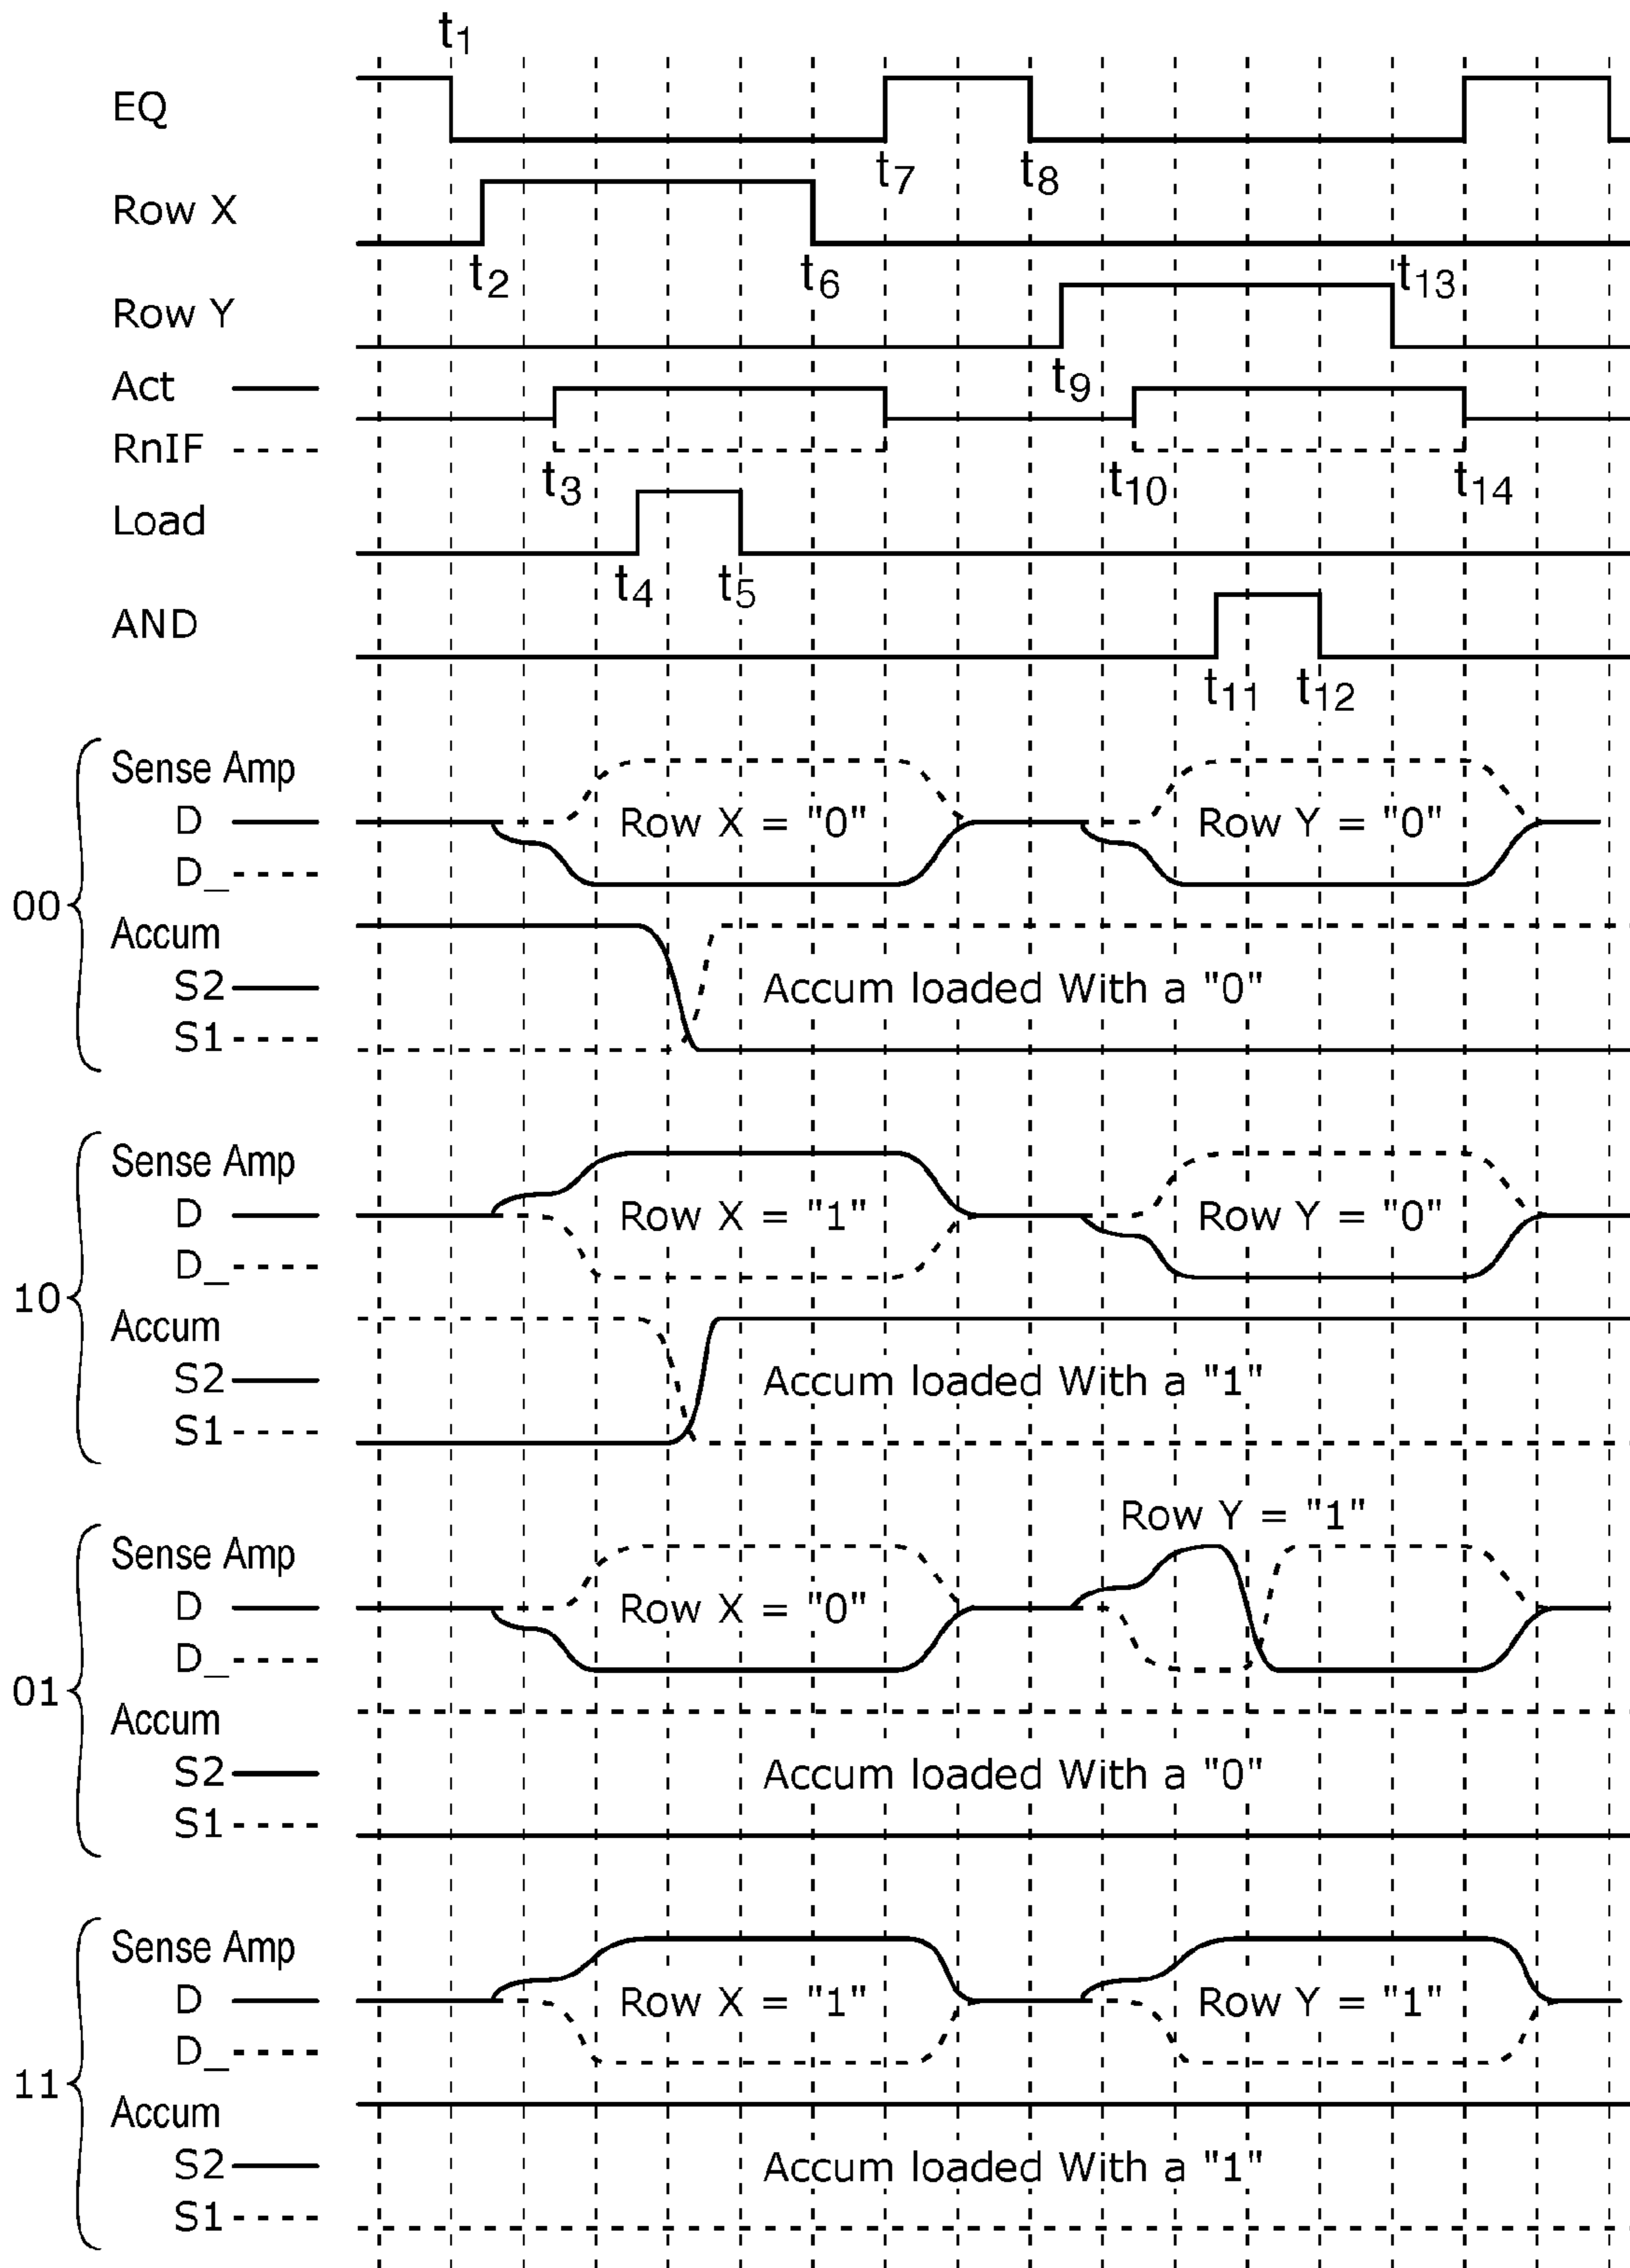 t1
EQ
t7 t8
Row X
t2 t6 t13
Row Y
t9
Act
RnIF
t3 t10 t14
Load
t4 t5
AND
t11 t12
Sense Amp
D Row X = "0" Row Y = "0"
D_
00
Accum
S2 Accum loaded With a "0"
S1
Sense Amp
D Row X = "1" Row Y = "0"
D_
10
Accum
S2 Accum loaded With a "1"
S1
Row Y = "1"
Sense Amp
D Row X = "0"
D_
01
Accum
S2 Accum loaded With a "0"
S1
Sense Amp
D Row X = "1" Row Y = "1"
D_
11
Accum
S2 Accum loaded With a "1"
S1